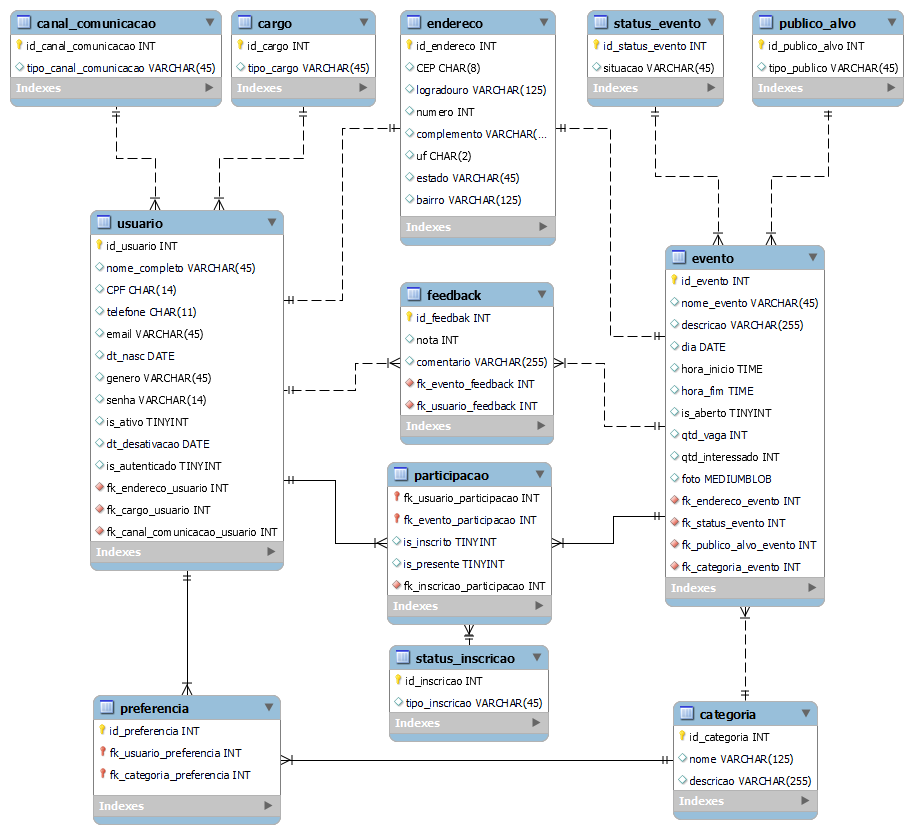 canal_comunicacao
id_canal_comunicacao INT
tipo_canal_comunicacao VARCHAR(45)
Indexes
cargo
id_cargo INT
tipo_cargo VARCHAR(45)
Indexes
endereco
id_endereco INT
CEP CHAR(8)
logradouro VARCHAR(125)
numero INT
complemento VARCHAR(...
uf CHAR(2)
estado VARCHAR(45)
bairro VARCHAR(125)
Indexes
status_evento
id_status_evento INT
situacao VARCHAR(45)
Indexes
publico_alvo
id_publico_alvo INT
tipo_publico VARCHAR(45)
Indexes
usuario
id_usuario INT
nome_completo VARCHAR(45)
CPF CHAR(14)
telefone CHAR(11)
email VARCHAR(45)
dt_nasc DATE
genero VARCHAR(45)
senha VARCHAR(14)
is_ativo TINYINT
dt_desativacao DATE
is_autenticado TINYINT
fk_endereco_usuario INT
fk_cargo_usuario INT
fk_canal_comunicacao_usuario INT
Indexes
feedback
id_feedbak INT
nota INT
comentario VARCHAR(255)
fk_evento_feedback INT
fk_usuario_feedback INT
Indexes
evento
id_evento INT
nome_evento VARCHAR(45)
descricao VARCHAR(255)
dia DATE
hora_inicio TIME
hora_fim TIME
is_aberto TINYINT
qtd_vaga INT
qtd_interessado INT
foto MEDIUMBLOB
fk_endereco_evento INT
fk_status_evento INT
fk_publico_alvo_evento INT
fk_categoria_evento INT
Indexes
participacao
fk_usuario_participacao INT
fk_evento_participacao INT
is_inscrito TINYINT
is_presente TINYINT
fk_inscricao_participacao INT
Indexes
status_inscricao
id_inscricao INT
tipo_inscricao VARCHAR(45)
Indexes
preferencia
id_preferencia INT
fk_usuario_preferencia INT
fk_categoria_preferencia INT
Indexes
categoria
id_categoria INT
nome VARCHAR(125)
descricao VARCHAR(255)
Indexes